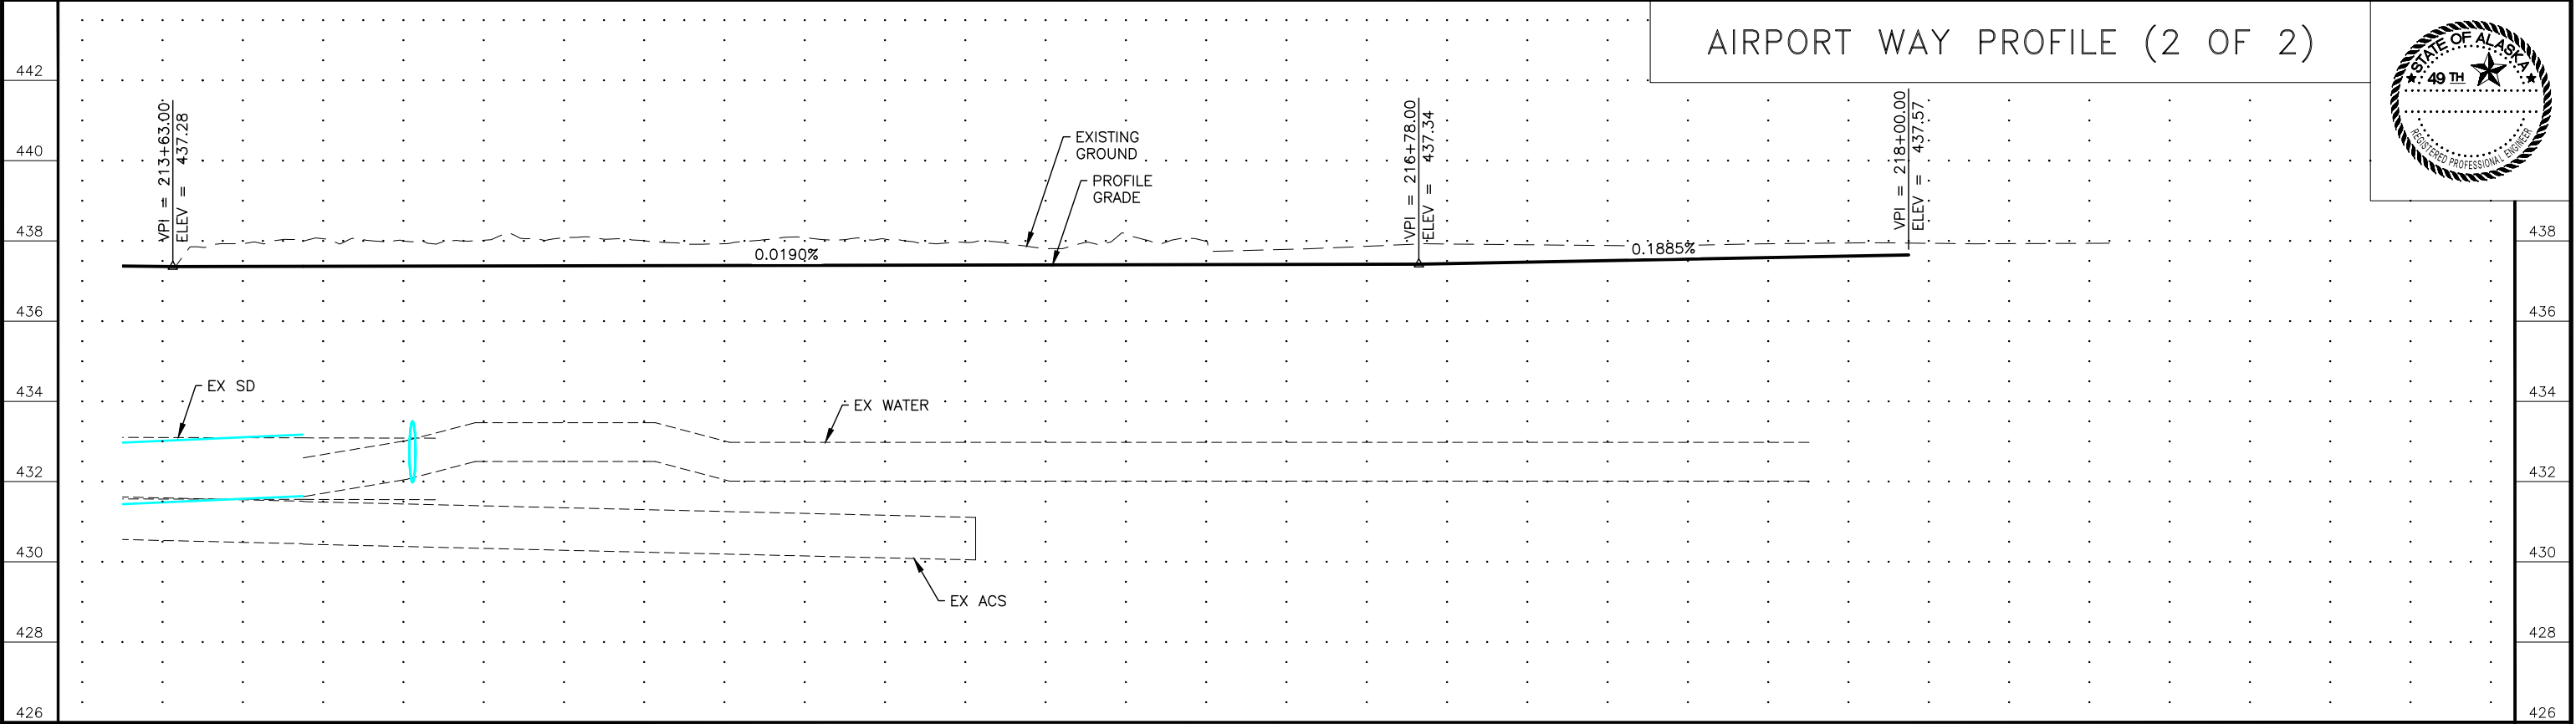 AIRPORT WAY PROFILE (2 OF 2)
STATE OF ALASKA
49 TH
REGISTERED PROFESSIONAL ENGINEER
442
440
438
436
434
432
430
428
426
VPI = 213+63.00
ELEV = 437.28
EXISTING
GROUND
PROFILE
GRADE
VPI = 216+78.00
ELEV = 437.34
VPI = 218+00.00
ELEV = 437.57
0.0190%
0.1885%
EX SD
EX WATER
EX ACS
438
436
434
432
430
428
426